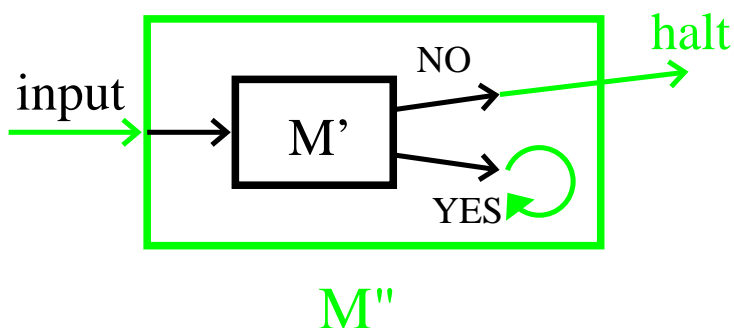 halt
NO
input
M’
YES
M"